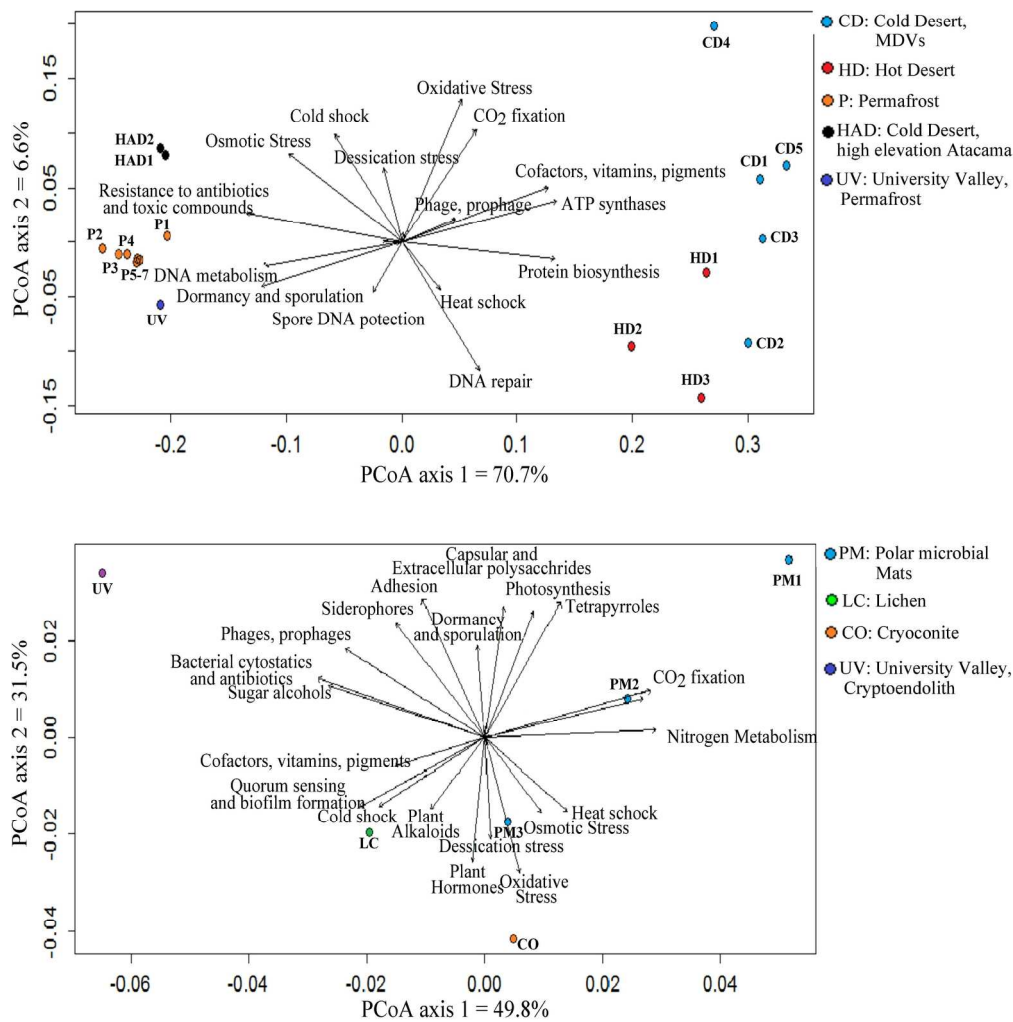 CD: Cold Desert,
MDVs
HD: Hot Desert
P: Permafrost
HAD: Cold Desert,
high elevation Atacama
UV: University Valley,
Permafrost
PCoA axis 2 = 6.6%
0.15
0.05
-0.05
-0.15
CD4
Oxidative Stress
Cold shock
CO2 fixation
HAD2
HAD1
Osmotic Stress
Dessication stress
CD5
CD1
Cofactors, vitamins, pigments
Resistance to antibiotics
and toxic compounds
Phage, prophage
ATP synthases
P1
P2
P4
P3
P5-7
CD3
DNA metabolism
Protein biosynthesis
HD1
Dormancy and sporulation
Heat schock
UV
Spore DNA potection
HD2
CD2
DNA repair
HD3
-0.2
-0.1
0.0
0.1
0.2
0.3
PCoA axis 1 = 70.7%
PM: Polar microbial
Mats
LC: Lichen
CO: Cryoconite
UV: University Valley,
Cryptoendolith
PCoA axis 2 = 31.5%
0.02
0.00
-0.02
-0.04
Capsular and
Extracellular polysacchrides
UV
PM1
Adhesion
Photosynthesis
Siderophores
Tetrapyrroles
Dormancy
and sporulation
Phages, prophages
Bacterial cytostatics
and antibiotics
Sugar alcohols
PM2
CO2 fixation
Nitrogen Metabolism
Cofactors, vitamins, pigments
Quorum sensing
and biofilm formation
Cold shock
Plant
Alkaloids
Heat schock
Osmotic Stress
PM3
LC
Dessication stress
Plant
Hormones
Oxidative
Stress
CO
-0.06
-0.04
-0.02
0.00
0.02
0.04
PCoA axis 1 = 49.8%